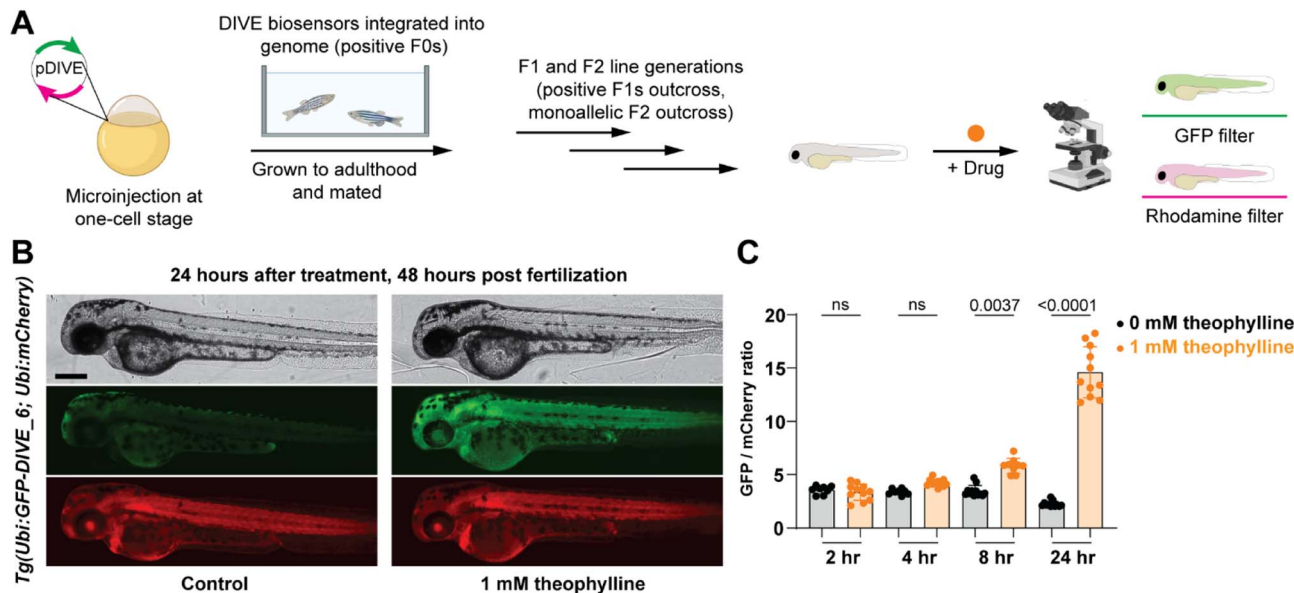 A
pDIVE
Microinjection at
one-cell stage
DIVE biosensors integrated into
genome (positive F0s)
Grown to adulthood
and mated
F1 and F2 line generations
(positive F1s outcross,
monoallelic F2 outcross)
+ Drug
GFP filter
Rhodamine filter
B
24 hours after treatment, 48 hours post fertilization
Tg(Ubi:GFP-DIVE_6; Ubi:mCherry)
Control
1 mM theophylline
C
ns
ns
0.0037
<0.0001
0 mM theophylline
1 mM theophylline
GFP / mCherry ratio
20
15
10
5
0
2 hr
4 hr
8 hr
24 hr